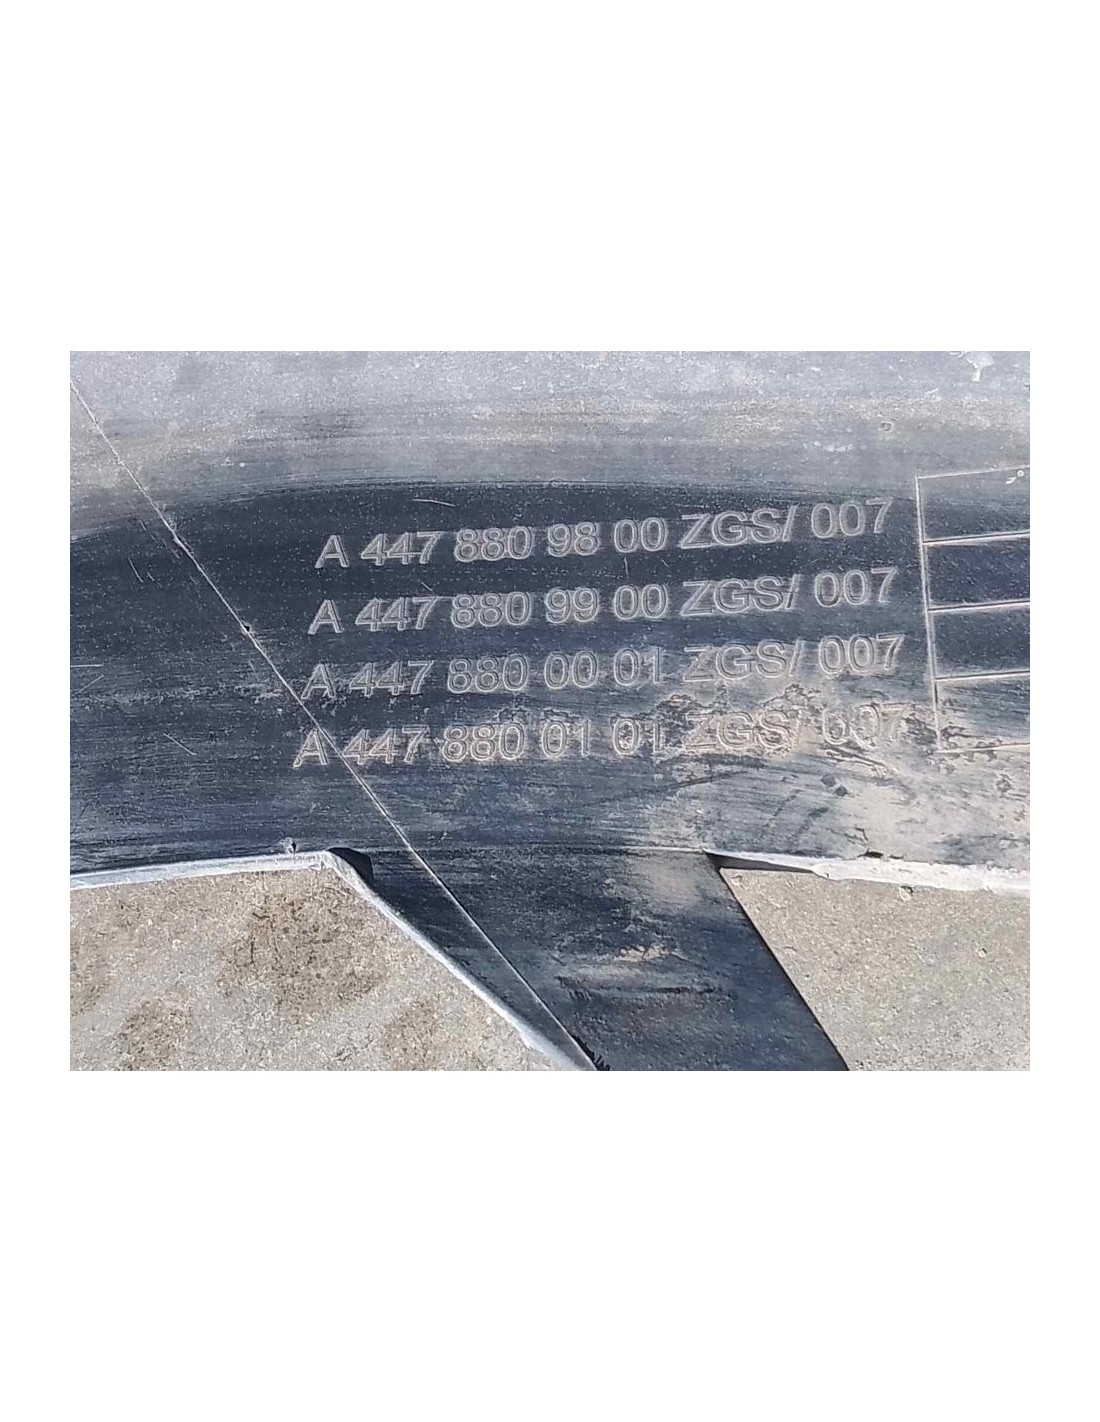 A 447 880 98 00 ZGS/ 007
A 447 880 99 00 ZGS/ 007
A 447 880 00 01 ZGS/ 007
A 447 880 01 01 ZGS/ 007